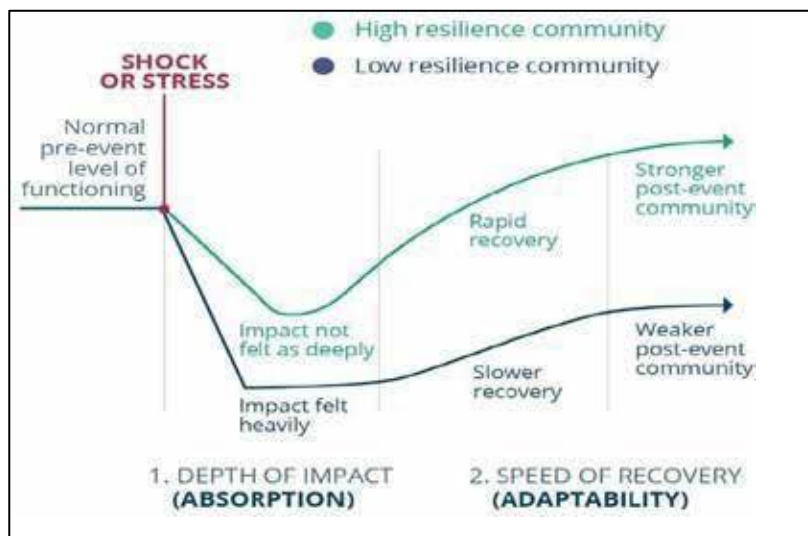 High resilience community
Low resilience community
SHOCK
OR STRESS
Normal
pre-event
level of
functioning
Stronger
post-event
community
Rapid
recovery
Impact not
felt as deeply
Weaker
post-event
community
Slower
recovery
Impact felt
heavily
1. DEPTH OF IMPACT
(ABSORPTION)
2. SPEED OF RECOVERY
(ADAPTABILITY)